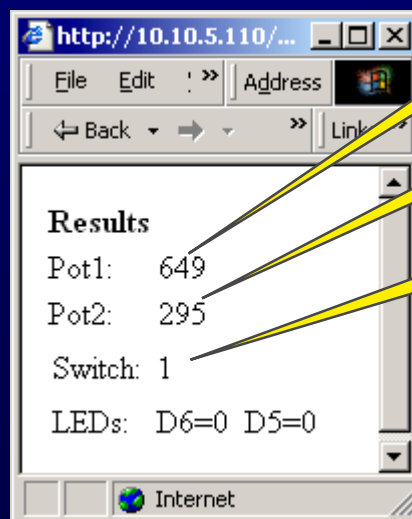 http://10.10.5.110/...
File Edit » Address
Back » Link
Results
Pot1: 649
Pot2: 295
Switch: 1
LEDs: D6=0 D5=0
Internet